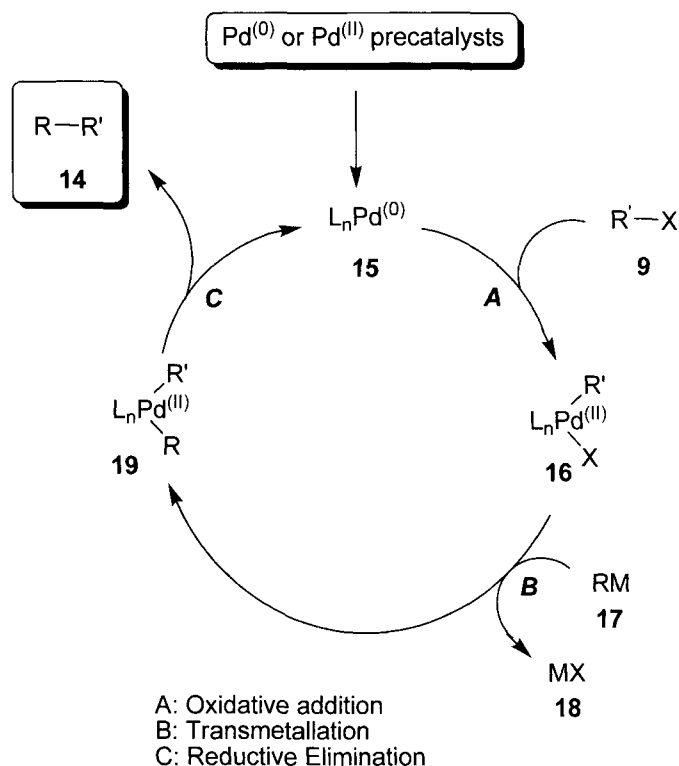 Pd(0) or Pd(II) precatalysts
R—R'
14
LnPd(0)
15
R'—X
9
A
C
R'
LnPd(II)
R
19
R'
LnPd(II)
X
16
B
RM
17
MX
18
A: Oxidative addition
B: Transmetallation
C: Reductive Elimination